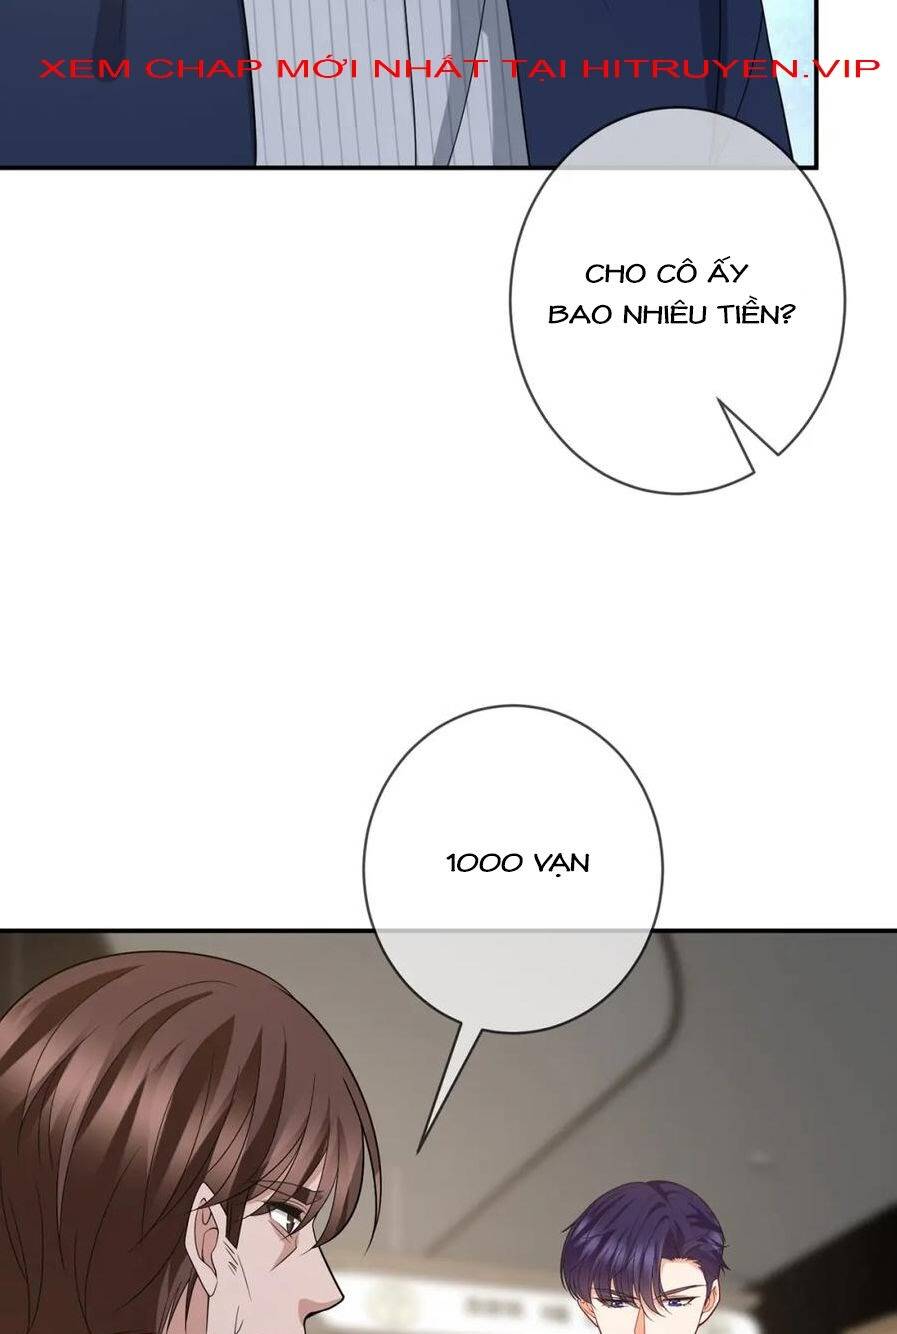 XEM CHAP MỚI NHẤT TẠI HITRUYEN.VIP
CHO CÔ ẤY
BAO NHIÊU TIỀN?
1000 VẠN